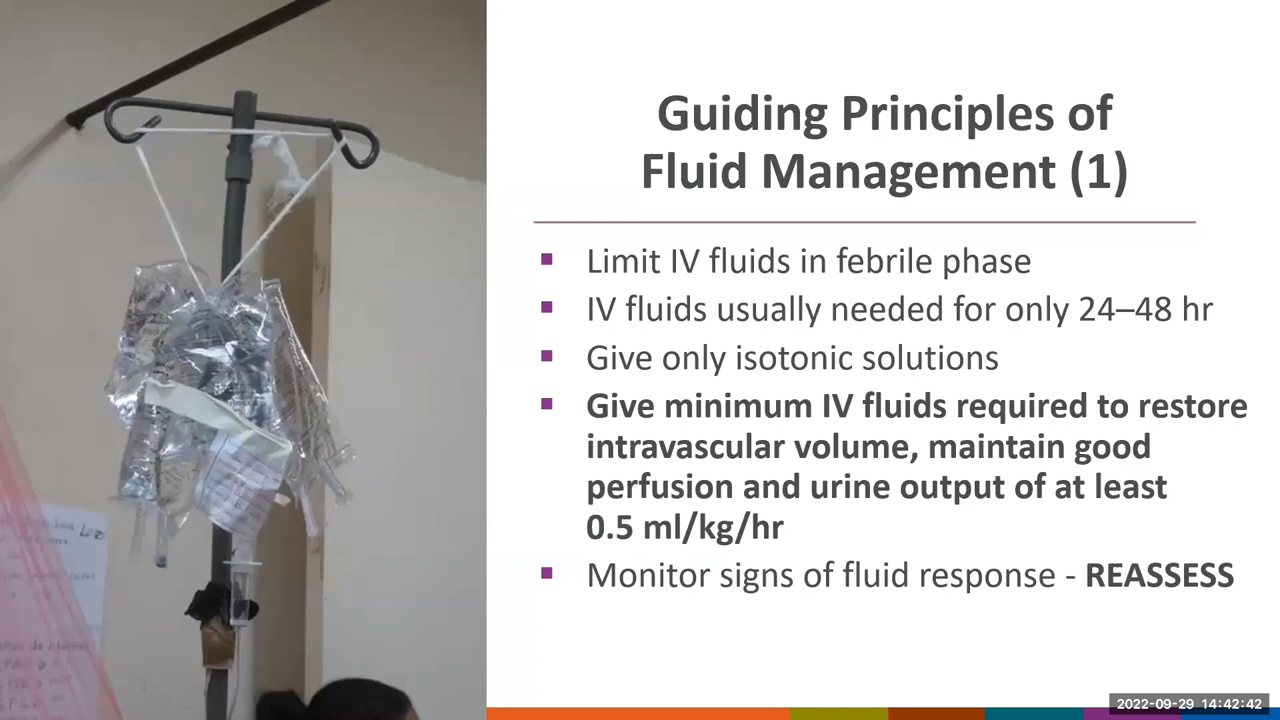 Guiding Principles of
Fluid Management (1)
Limit IV fluids in febrile phase
IV fluids usually needed for only 24–48 hr
Give only isotonic solutions
Give minimum IV fluids required to restore
intravascular volume, maintain good
perfusion and urine output of at least
0.5 ml/kg/hr
Monitor signs of fluid response - REASSESS
2022-09-29 14:42:42